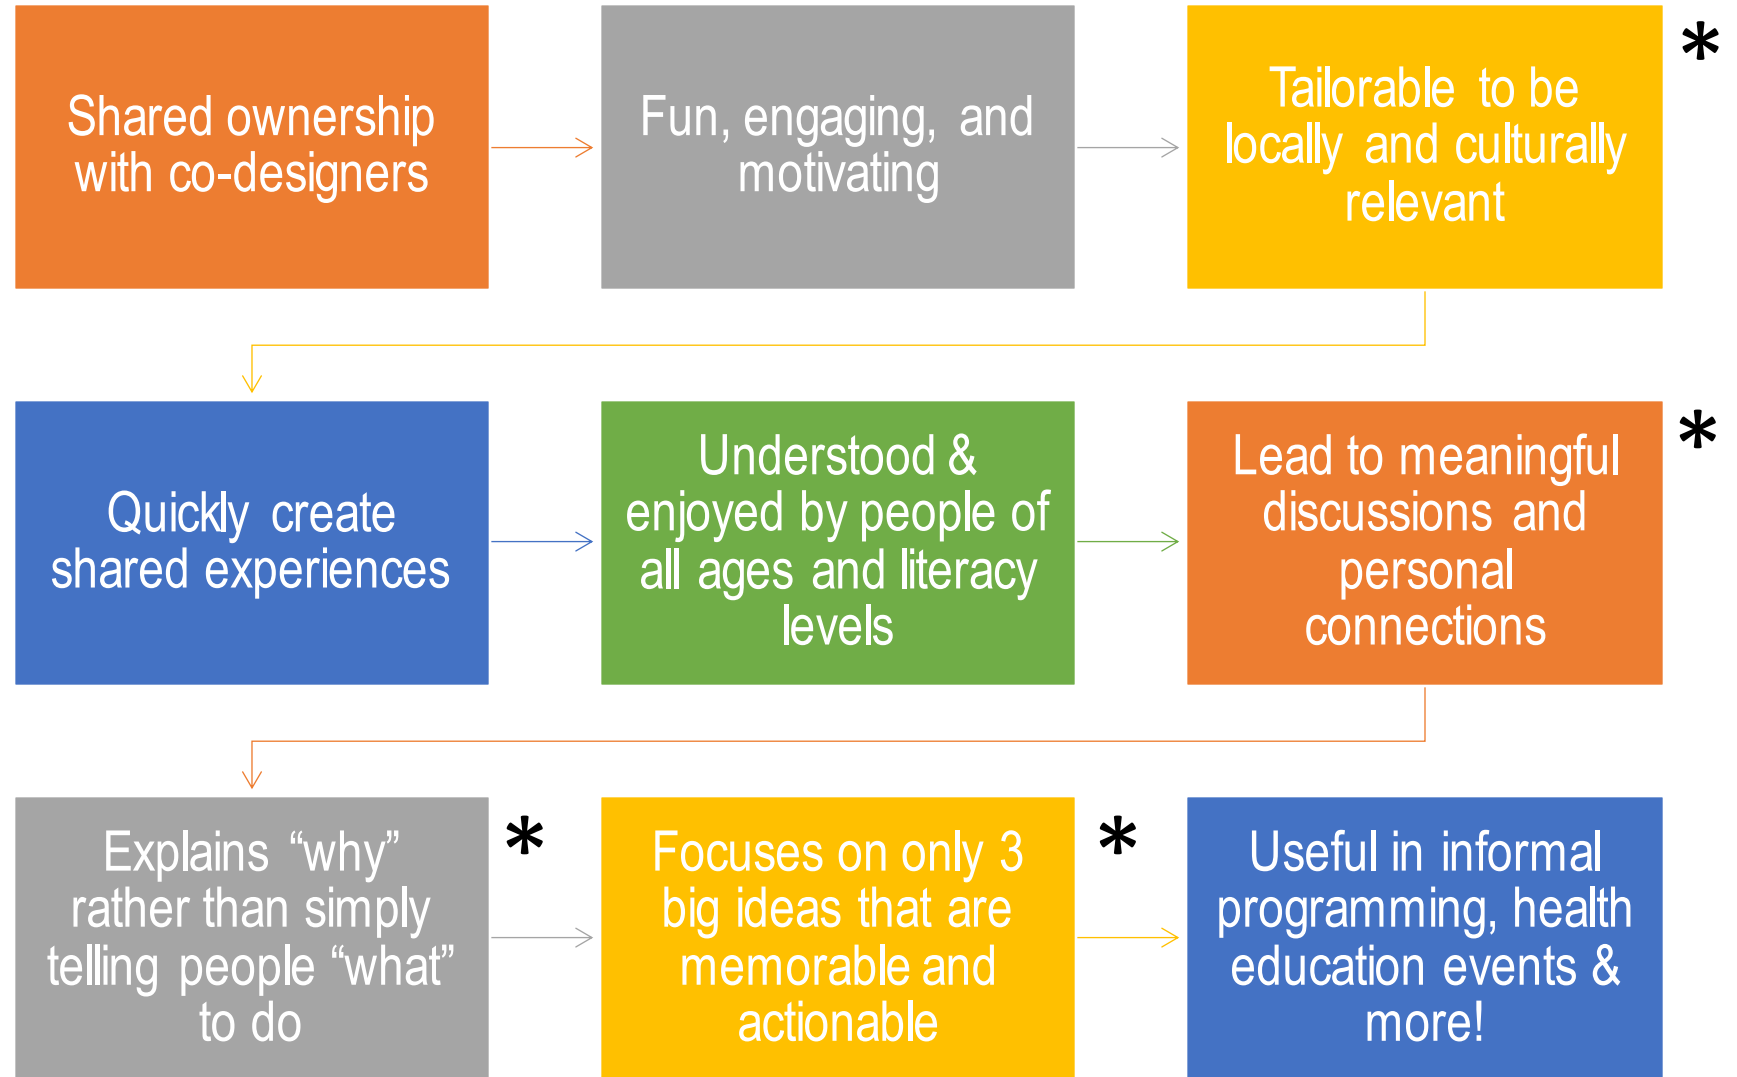 Shared ownership
with co-designers
Fun, engaging, and
motivating
Tailorable to be
locally and culturally
relevant
*
Quickly create
shared experiences
Understood &
enjoyed by people of
all ages and literacy
levels
Lead to meaningful
discussions and
personal
connections
*
Explains “why”
rather than simply
telling people “what”
to do
*
Focuses on only 3
big ideas that are
memorable and
actionable
*
Useful in informal
programming, health
education events &
more!